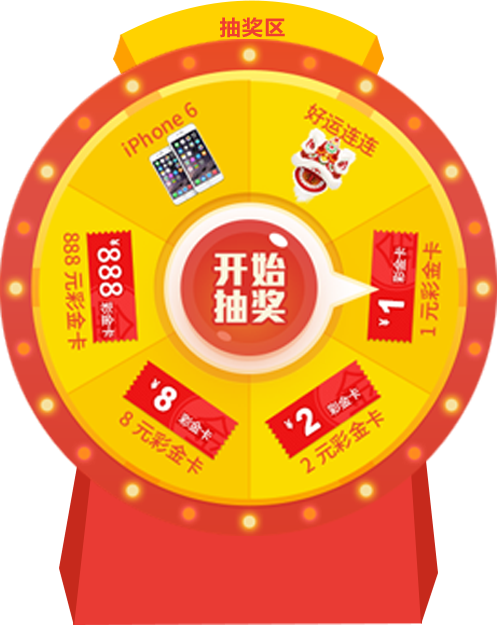 抽奖区
iPhone 6
好运连连
¥1 彩金卡
1 元彩金卡
¥2 彩金卡
2 元彩金卡
¥8 彩金卡
8 元彩金卡
888¥ 彩金卡
888 元彩金卡
开始
抽奖